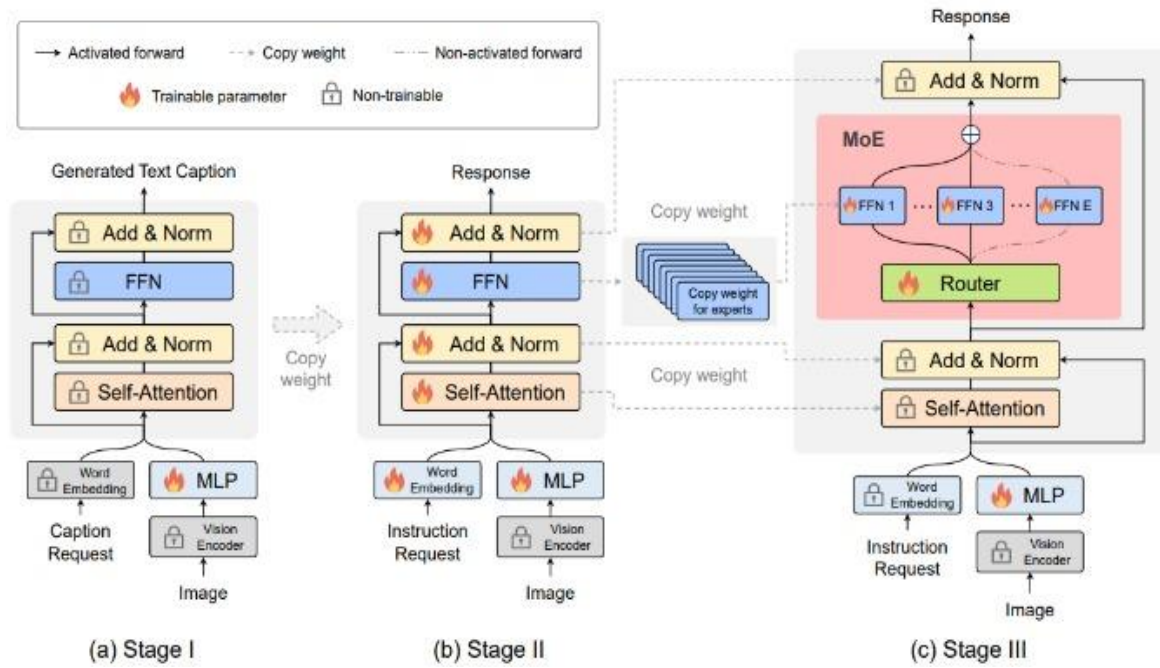 Activated forward
Copy weight
Non-activated forward
Trainable parameter
Non-trainable
Generated Text Caption
Add & Norm
FFN
Add & Norm
Self-Attention
Word
Embedding
MLP
Caption
Request
Vision
Encoder
Image
(a) Stage I
Copy
weight
Response
Add & Norm
FFN
Add & Norm
Self-Attention
Word
Embedding
MLP
Instruction
Request
Vision
Encoder
Image
(b) Stage II
Copy weight
Copy weight
for experts
Copy weight
Response
Add & Norm
MoE
FFN 1
...
FFN 3
...
FFN E
Router
Add & Norm
Self-Attention
Word
Embedding
MLP
Instruction
Request
Vision
Encoder
Image
(c) Stage III